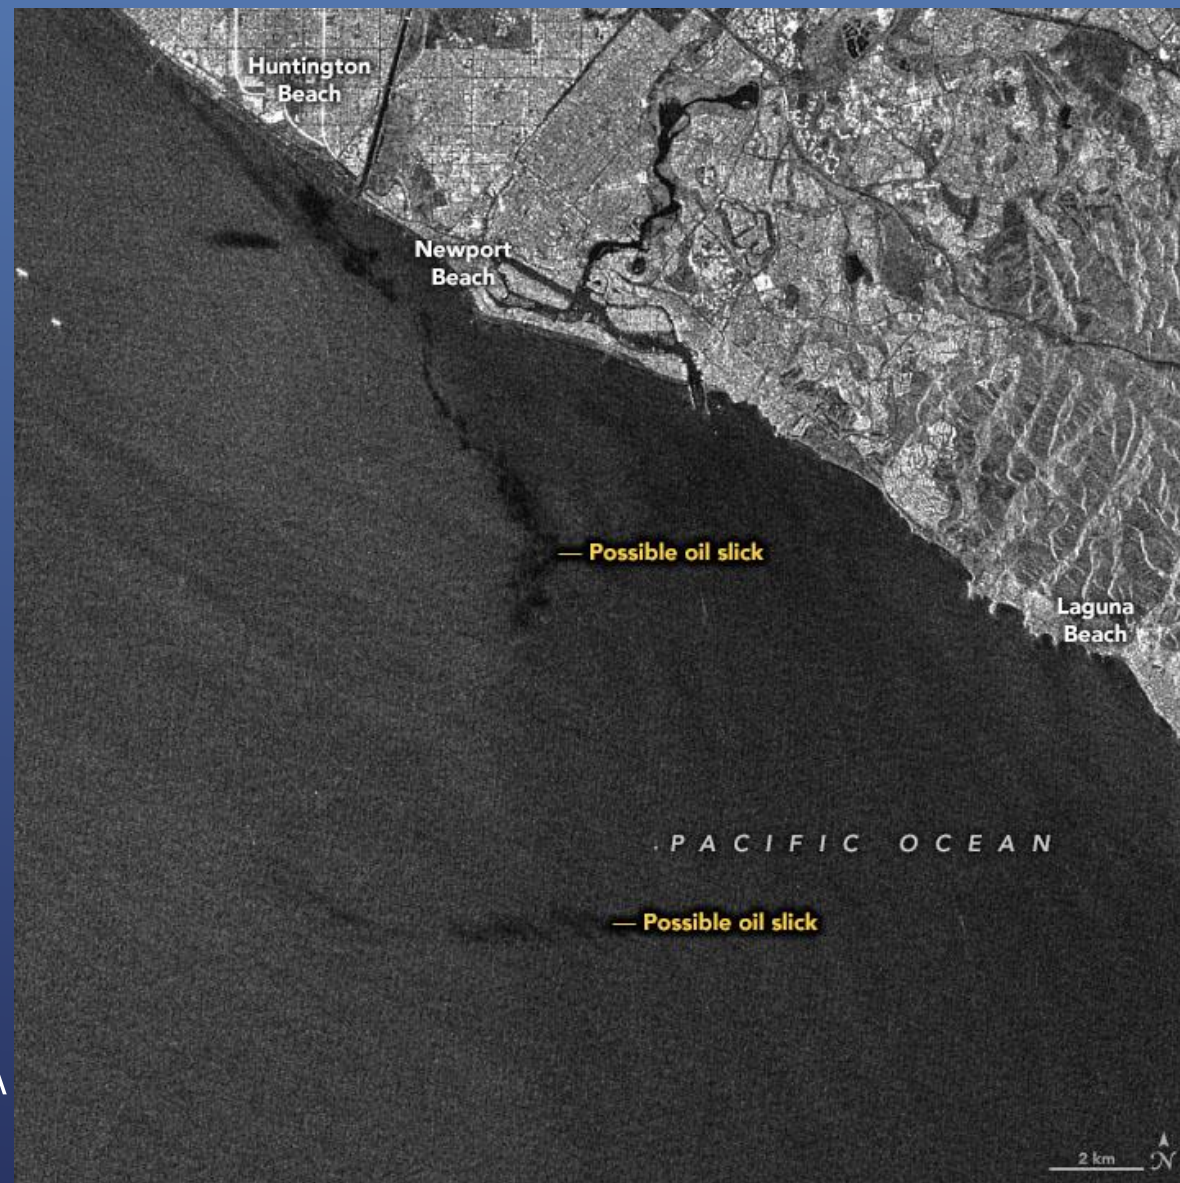 Huntington
Beach
Newport
Beach
— Possible oil slick
Laguna
Beach
PACIFIC OCEAN
— Possible oil slick
A
2 km
N